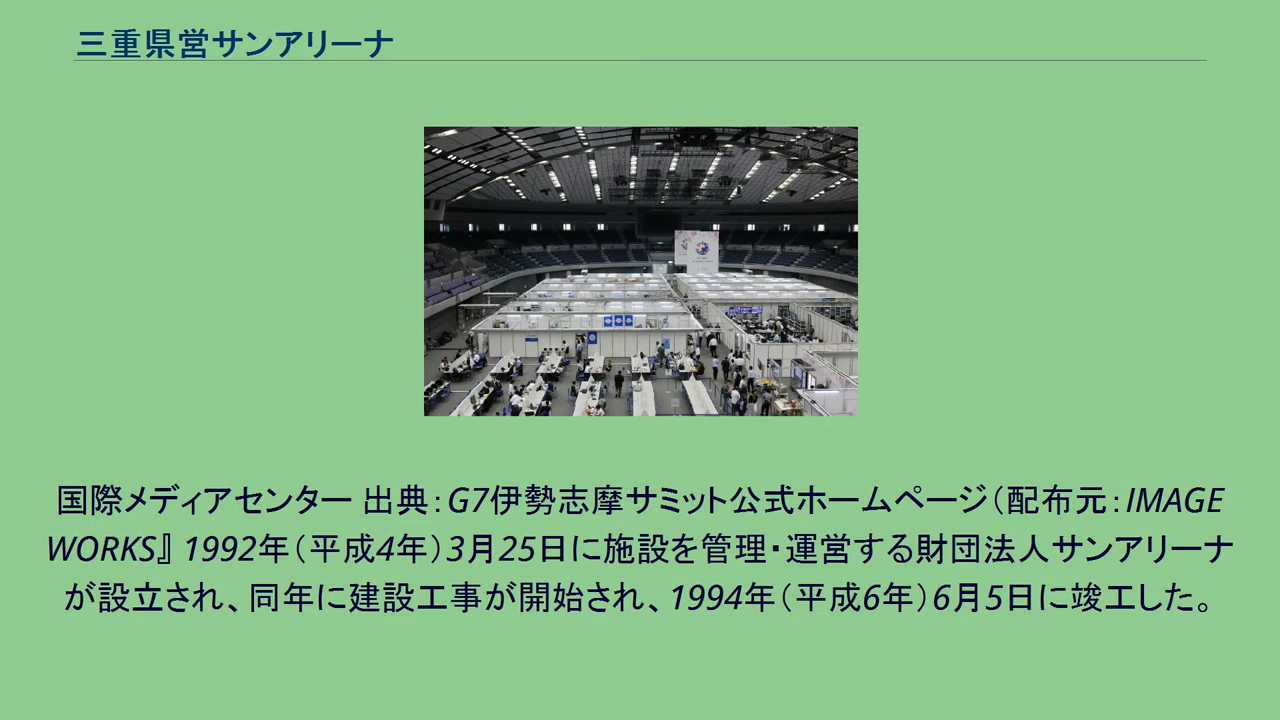 三重県営サンアリーナ
国際メディアセンター 出典：G7伊勢志摩サミット公式ホームページ（配布元：IMAGE
WORKS』 1992年（平成4年）3月25日に施設を管理・運営する財団法人サンアリーナ
が設立され、同年に建設工事が開始され、1994年（平成6年）6月5日に竣工した。